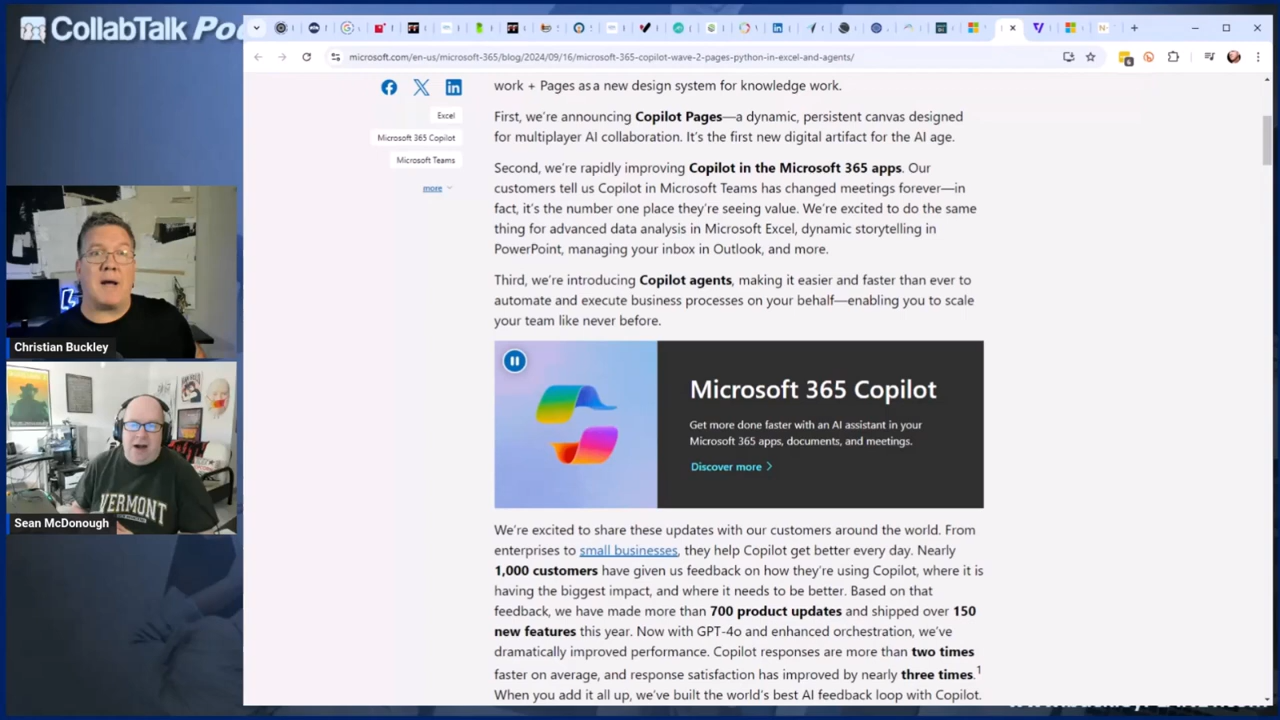 CollabTalk Po
microsoft.com/en-us/microsoft-365/blog/2024/09/16/microsoft-365-copilot-wave-2-pages-python-in-excel-and-agents/
work + Pages as a new design system for knowledge work.
Excel
First, we're announcing Copilot Pages—a dynamic, persistent canvas designed
Microsoft 365 Copilot
for multiplayer AI collaboration. It's the first new digital artifact for the AI age.
Microsoft Teams
more
Second, we're rapidly improving Copilot in the Microsoft 365 apps. Our
customers tell us Copilot in Microsoft Teams has changed meetings forever—in
fact, it's the number one place they're seeing value. We're excited to do the same
thing for advanced data analysis in Microsoft Excel, dynamic storytelling in
PowerPoint, managing your inbox in Outlook, and more.
Third, we're introducing Copilot agents, making it easier and faster than ever to
automate and execute business processes on your behalf—enabling you to scale
your team like never before.
Christian Buckley
Microsoft 365 Copilot
Get more done faster with an AI assistant in your
Microsoft 365 apps, documents, and meetings.
Discover more
VERMONT
Sean McDonough
We're excited to share these updates with our customers around the world. From
enterprises to small businesses, they help Copilot get better every day. Nearly
1,000 customers have given us feedback on how they're using Copilot, where it is
having the biggest impact, and where it needs to be better. Based on that
feedback, we have made more than 700 product updates and shipped over 150
new features this year. Now with GPT-4o and enhanced orchestration, we've
dramatically improved performance. Copilot responses are more than two times
faster on average, and response satisfaction has improved by nearly three times.1
When you add it all up, we've built the world's best AI feedback loop with Copilot.